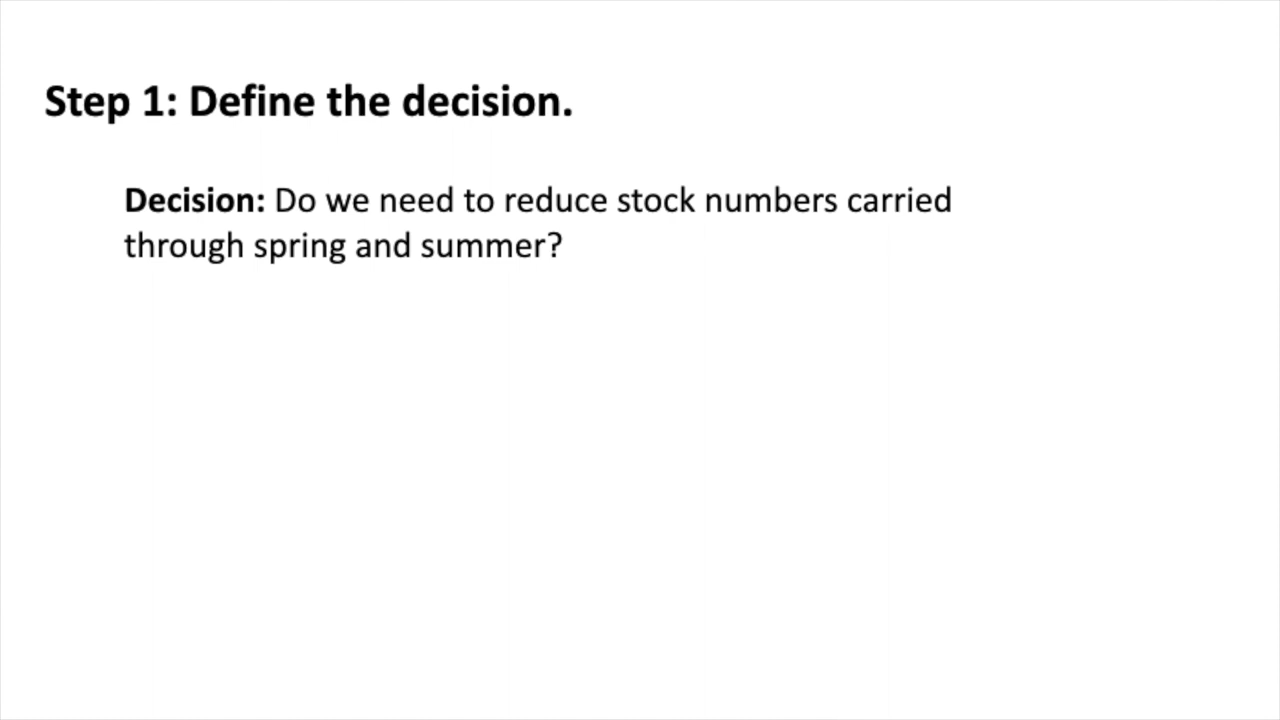 Step 1: Define the decision.
Decision: Do we need to reduce stock numbers carried
through spring and summer?